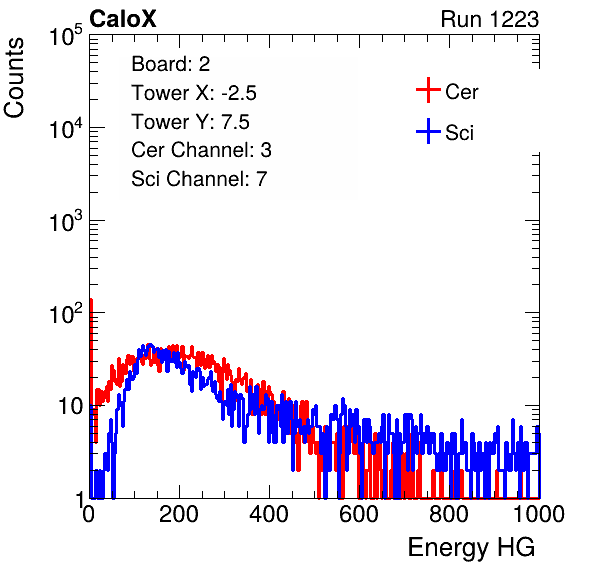 CaloX Run 1223
Counts
Board: 2
Tower X: -2.5
Tower Y: 7.5
Cer Channel: 3
Sci Channel: 7
Cer
Sci
10^5
10^4
10^3
10^2
10
1
0 200 400 600 800 1000
Energy HG